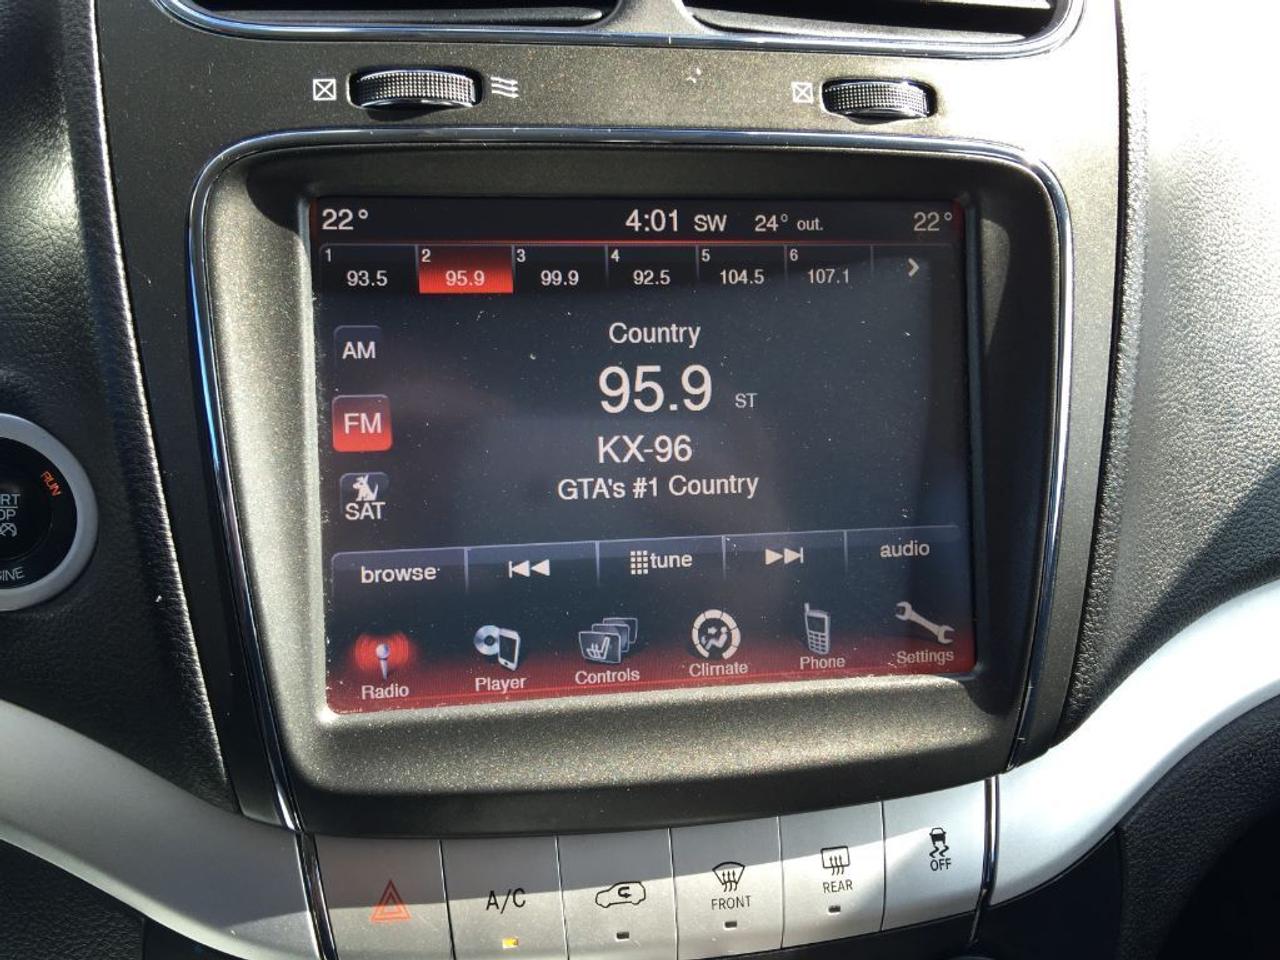 22° 4:01 SW 24° out. 22°
1 2 3 4 5 6
93.5 95.9 99.9 92.5 104.5 107.1 >
AM
Country
95.9 ST
FM
KX-96
GTA's #1 Country
SAT
browse tune audio
Radio Player Controls Climate Phone Settings
RUN
A/C
FRONT
REAR
OFF